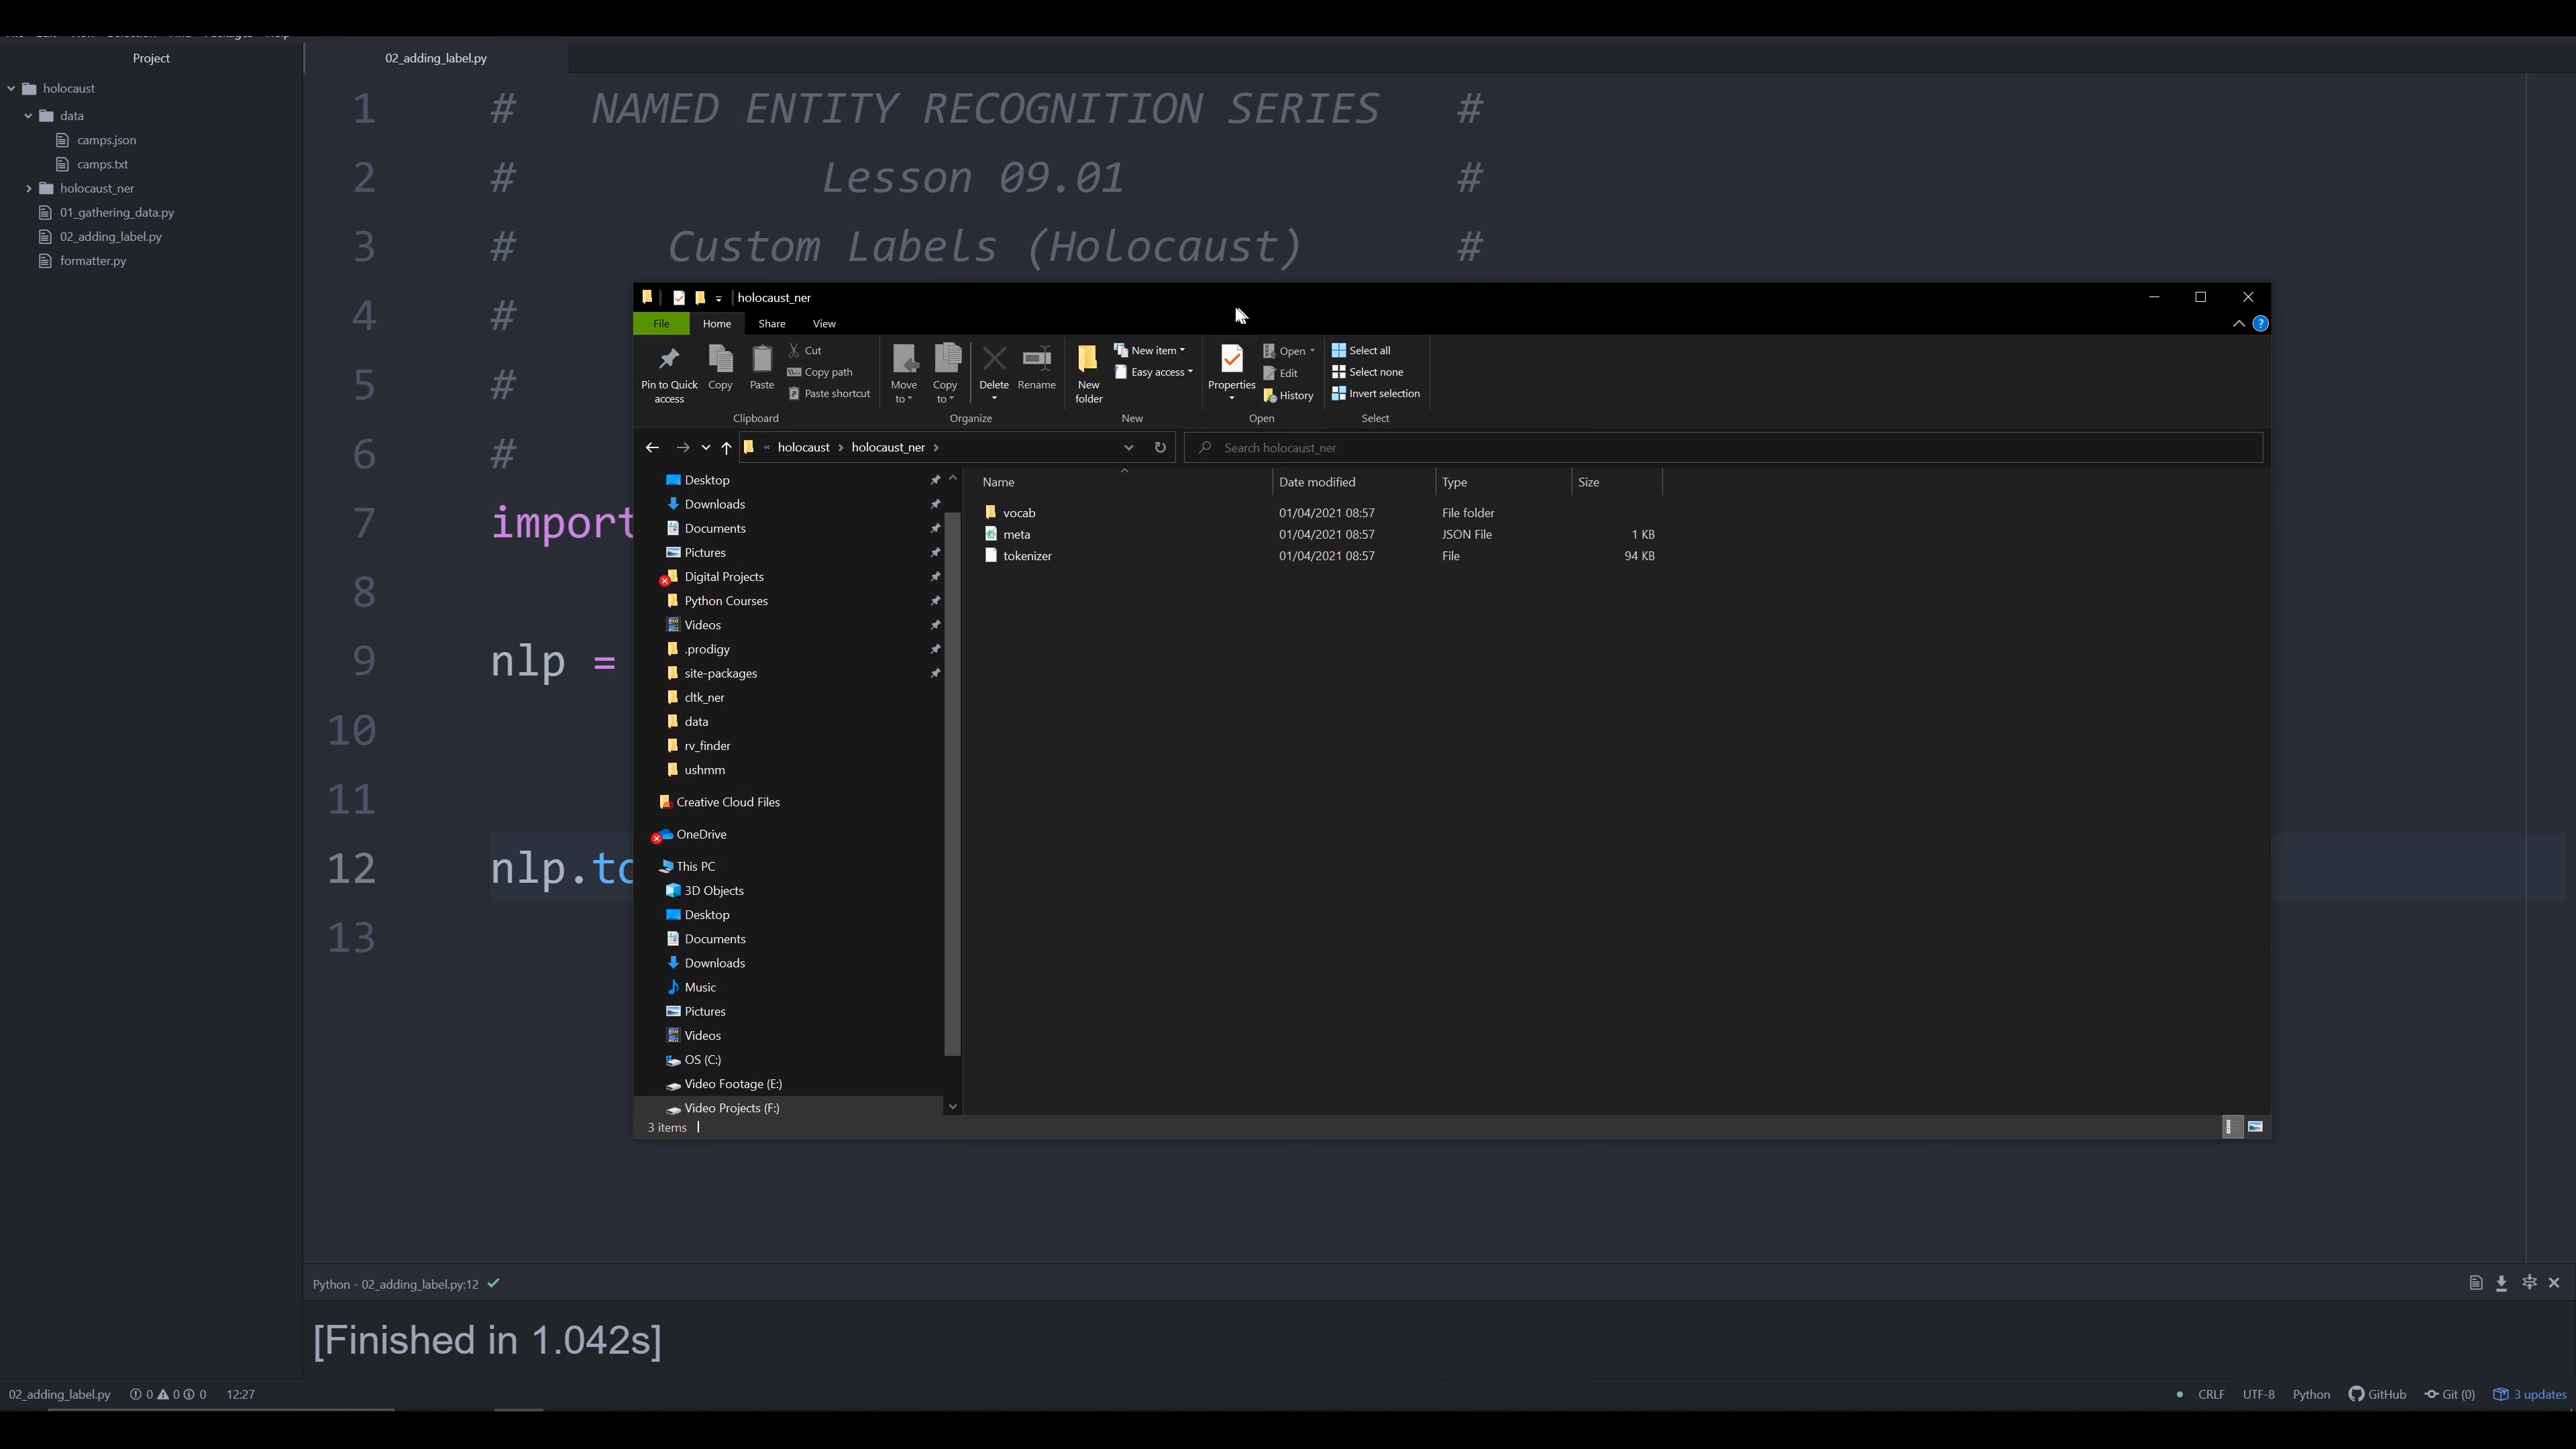 Project
02_adding_label.py
holocaust
data
camps.json
camps.txt
holocaust_ner
01_gathering_data.py
02_adding_label.py
formatter.py
1 # NAMED ENTITY RECOGNITION SERIES #
2 # Lesson 09.01 #
3 # Custom Labels (Holocaust) #
4 #
5 #
6 #
7 import
8
9 nlp =
10
11
12 nlp.to
13
holocaust_ner
File Home Share View
Pin to Quick access
Copy
Paste
Cut
Copy path
Paste shortcut
Clipboard
Move to
Copy to
Delete
Rename
Organize
New folder
New item
Easy access
New
Properties
Open
Edit
History
Open
Select all
Select none
Invert selection
Select
« holocaust holocaust_ner
Search holocaust_ner
Desktop
Downloads
Documents
Pictures
Digital Projects
Python Courses
Videos
.prodigy
site-packages
cltk_ner
data
rv_finder
ushmm
Creative Cloud Files
OneDrive
This PC
3D Objects
Desktop
Documents
Downloads
Music
Pictures
Videos
OS (C:)
Video Footage (E:)
Video Projects (F:)
Name Date modified Type Size
vocab 01/04/2021 08:57 File folder
meta 01/04/2021 08:57 JSON File 1 KB
tokenizer 01/04/2021 08:57 File 94 KB
3 items
Python - 02_adding_label.py:12
[Finished in 1.042s]
02_adding_label.py 0 0 0 12:27
CRLF UTF-8 Python GitHub Git (0) 3 updates